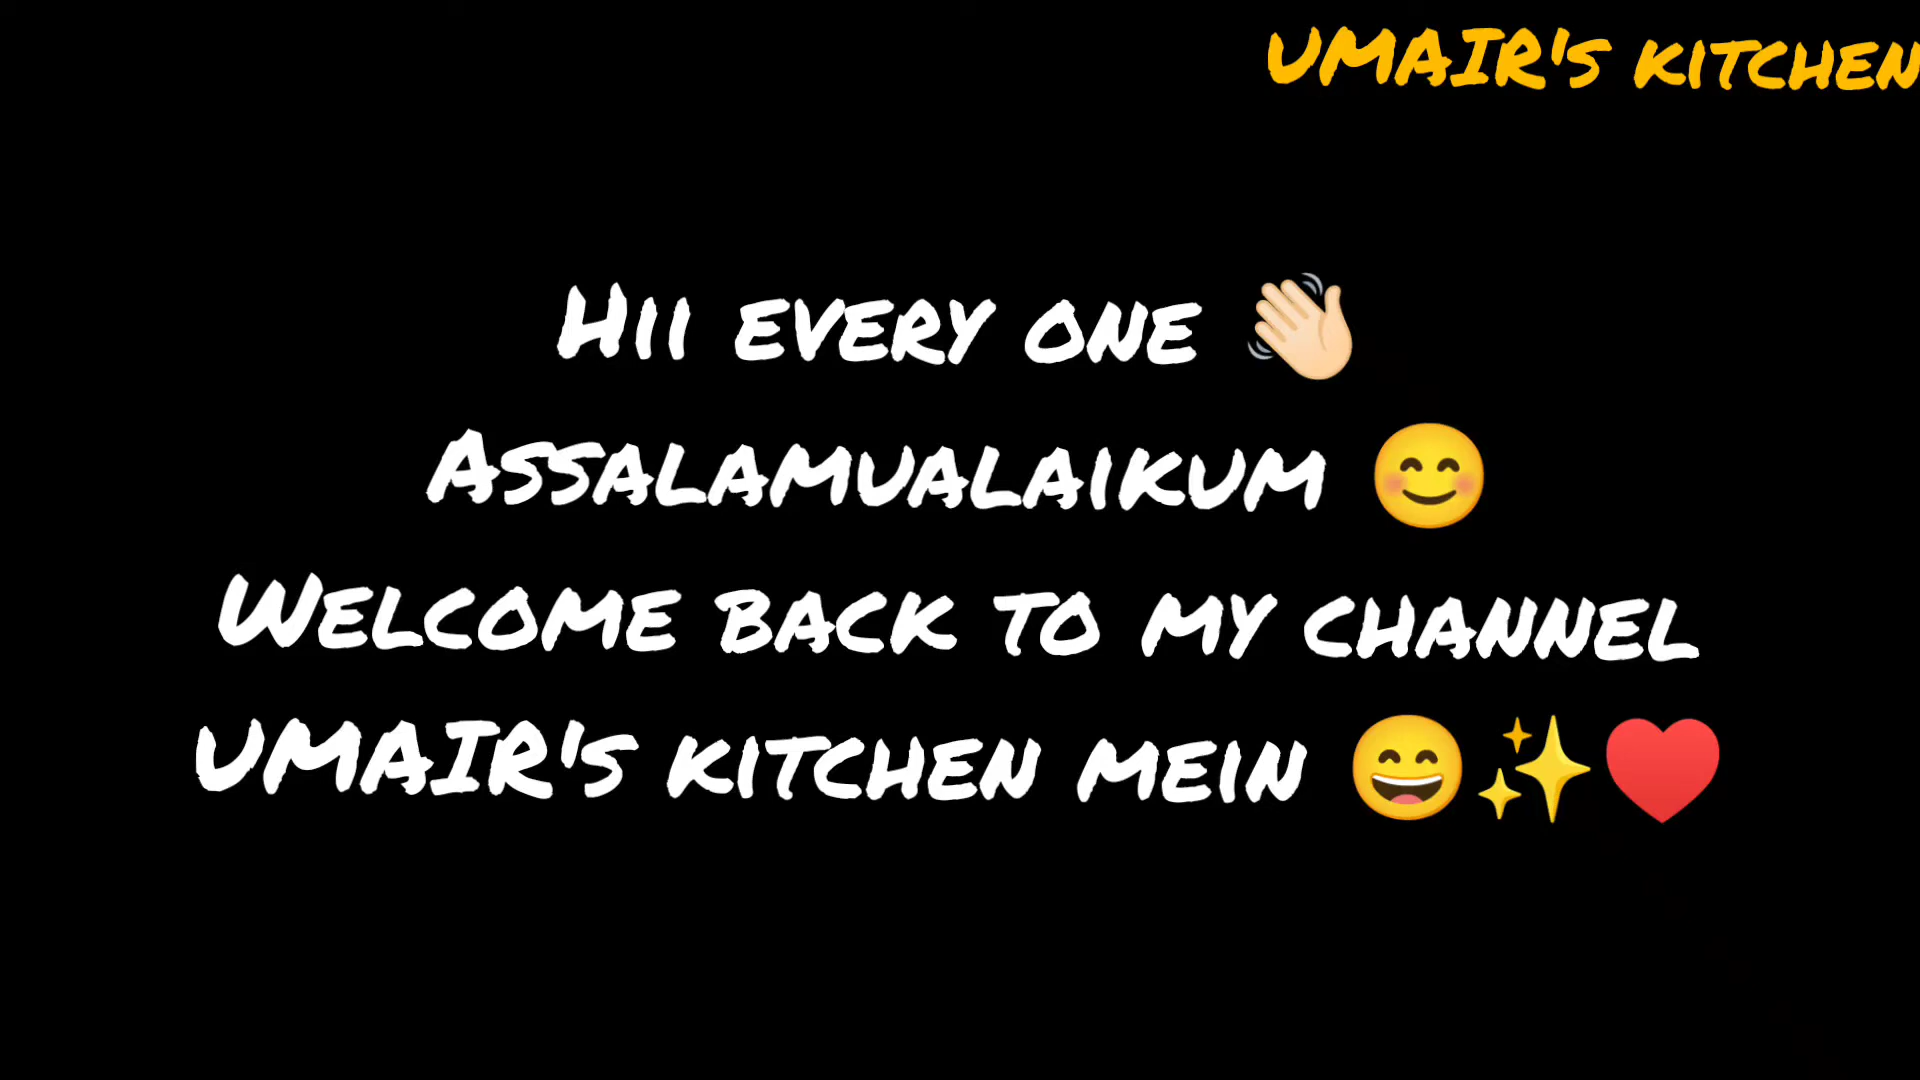 UMAIR's kitchen
Hii every one 👋🏻
Assalamualaikum 😊
Welcome back to my channel
UMAIR's kitchen mein 😄✨♥️